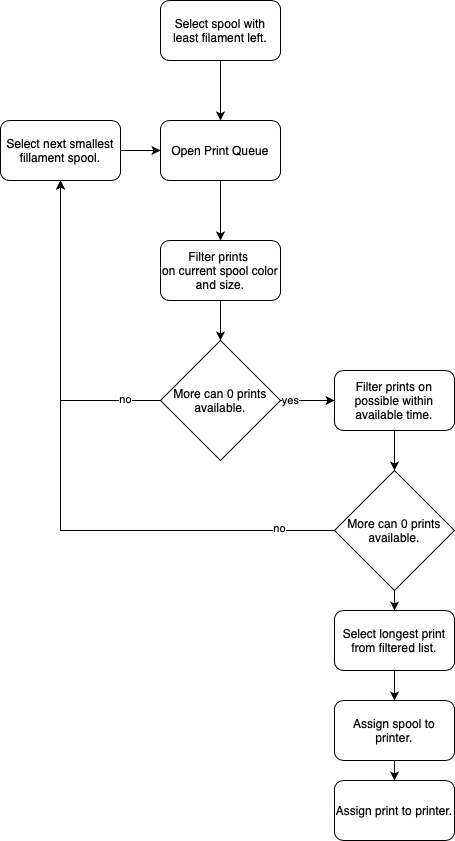 Select spool with
least filament left.
Select next smallest
fillament spool.
Open Print Queue
Filter prints
on current spool color
and size.
More can 0 prints
available.
no
yes
Filter prints on
possible within
available time.
More can 0 prints
available.
no
Select longest print
from filtered list.
Assign spool to
printer.
Assign print to printer.